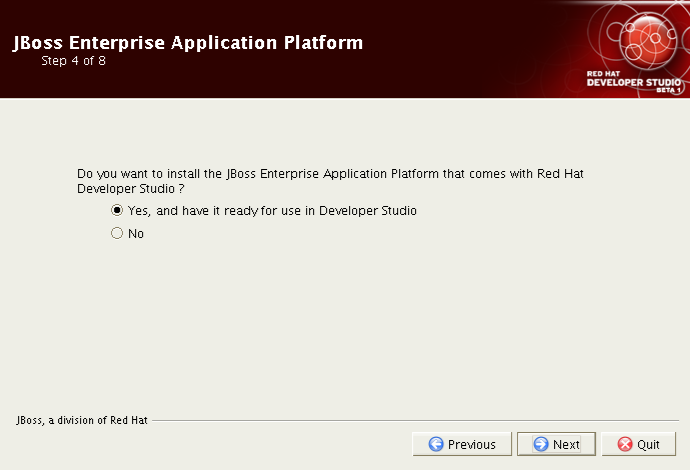 JBoss Enterprise Application Platform
Step 4 of 8
RED HAT
DEVELOPER STUDIO
BETA 1
Do you want to install the JBoss Enterprise Application Platform that comes with Red Hat
Developer Studio ?
Yes, and have it ready for use in Developer Studio
No
JBoss, a division of Red Hat
Previous
Next
Quit